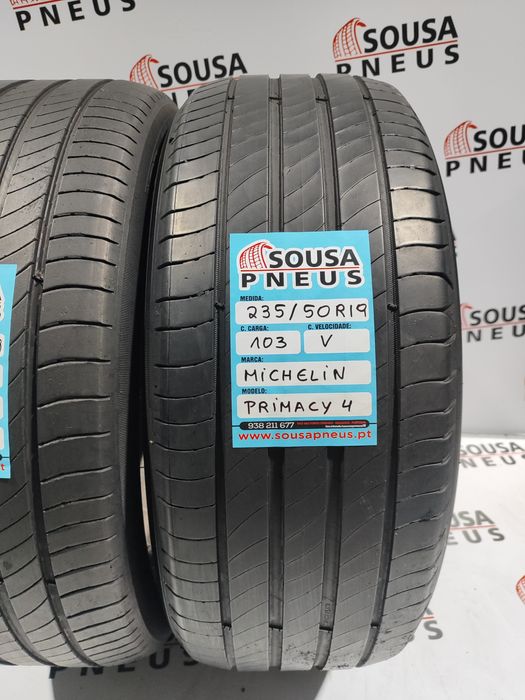 SOUSA
PNEUS
SOUSA
PNEUS
SOUSA
PNEUS
SOUSA
PNEUS
MEDIDA:
235/50R19
C. CARGA: C. VELOCIDADE:
103 V
MARCA:
MICHELIN
MODELO:
PRIMACY 4
938 211 677
www.sousapneus.pt
SOUSA
PNEUS
SOUSA
PNEUS